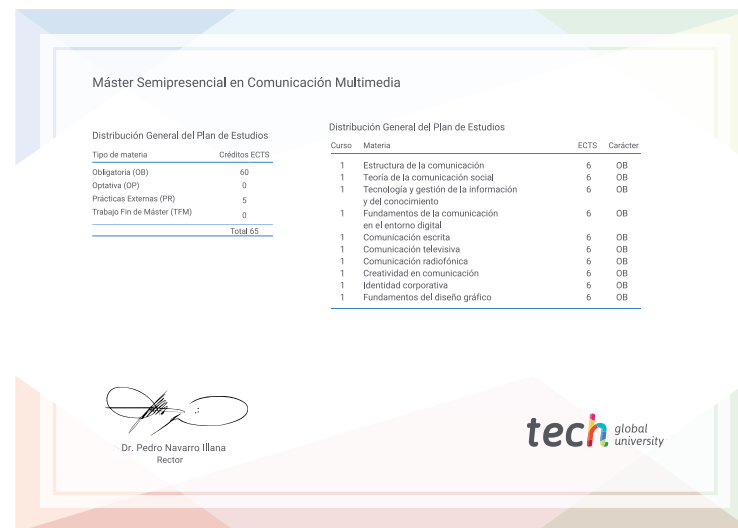 Máster Semipresencial en Comunicación Multimedia
Distribución General del Plan de Estudios
Tipo de materia Créditos ECTS
Obligatoria (OB) 60
Optativa (OP) 0
Prácticas Externas (PR) 5
Trabajo Fin de Máster (TFM) 0
Total 65
Distribución General del Plan de Estudios
Curso Materia ECTS Carácter
1 Estructura de la comunicación 6 OB
1 Teoría de la comunicación social 6 OB
1 Tecnología y gestión de la información 6 OB
y del conocimiento
1 Fundamentos de la comunicación 6 OB
en el entorno digital
1 Comunicación escrita 6 OB
1 Comunicación televisiva 6 OB
1 Comunicación radiofónica 6 OB
1 Creatividad en comunicación 6 OB
1 Identidad corporativa 6 OB
1 Fundamentos del diseño gráfico 6 OB
Dr. Pedro Navarro Illana
Rector
tech global
university